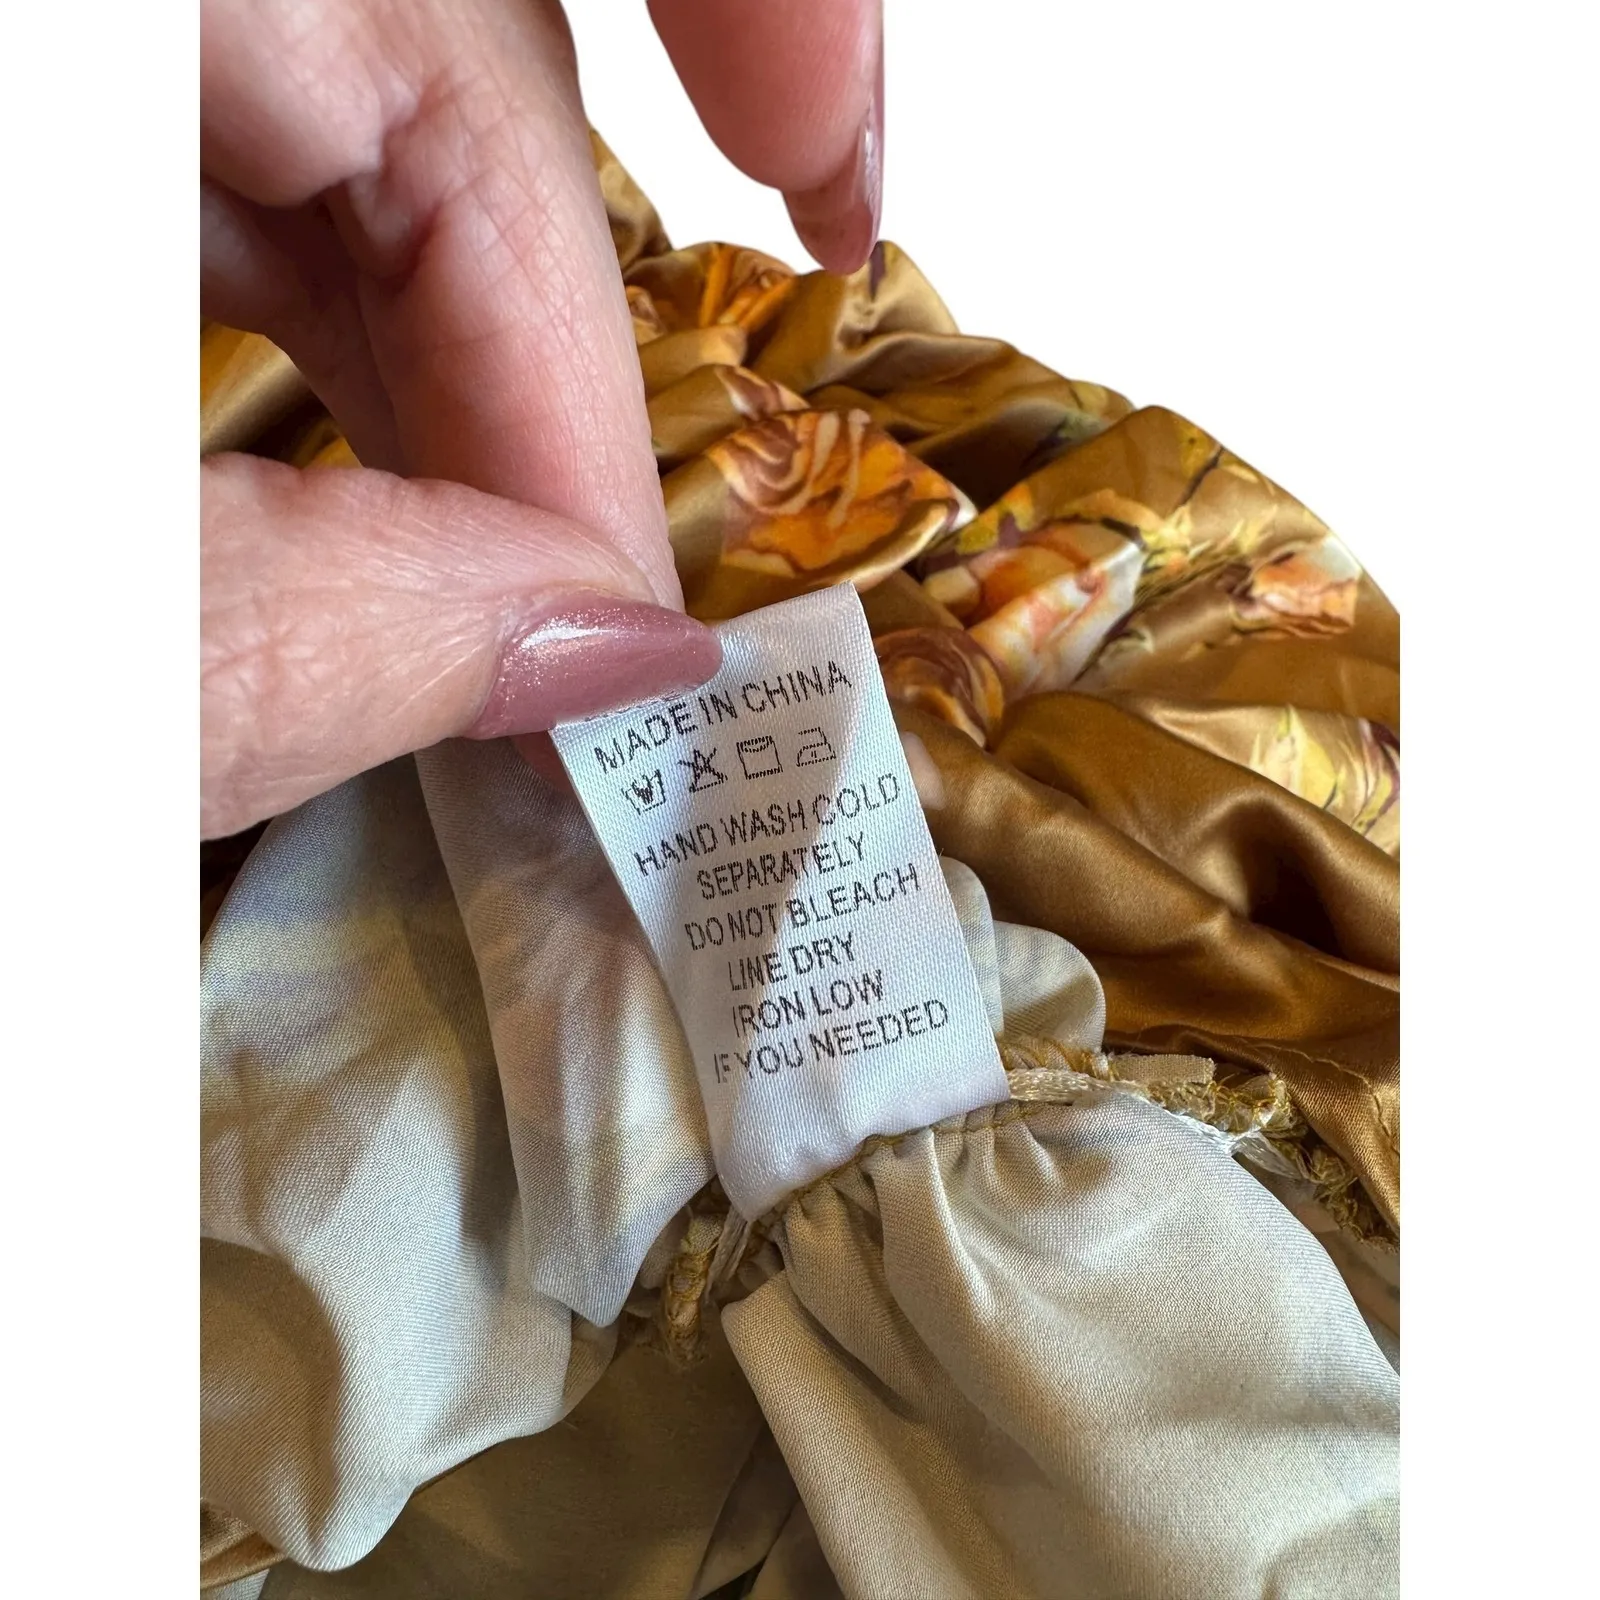 MADE IN CHINA
HAND WASH COLD
SEPARATELY
DO NOT BLEACH
LINE DRY
IRON LOW
IF YOU NEEDED